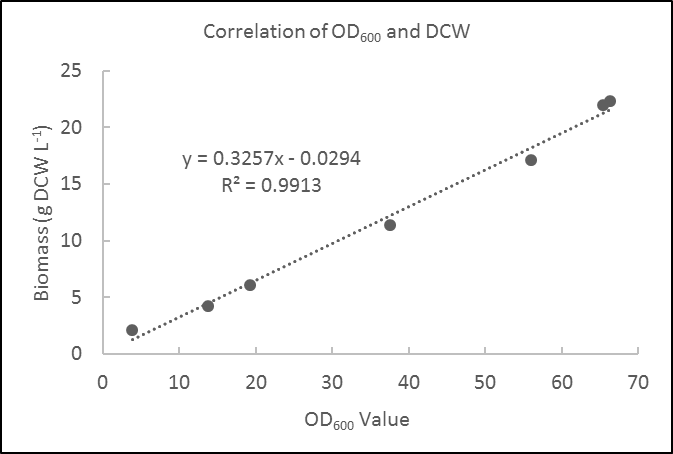 Correlation of OD₆₀₀ and DCW
25
20
15
10
5
0
Biomass (g DCW L⁻¹)
y = 0.3257x - 0.0294
R² = 0.9913
0 10 20 30 40 50 60 70
OD₆₀₀ Value